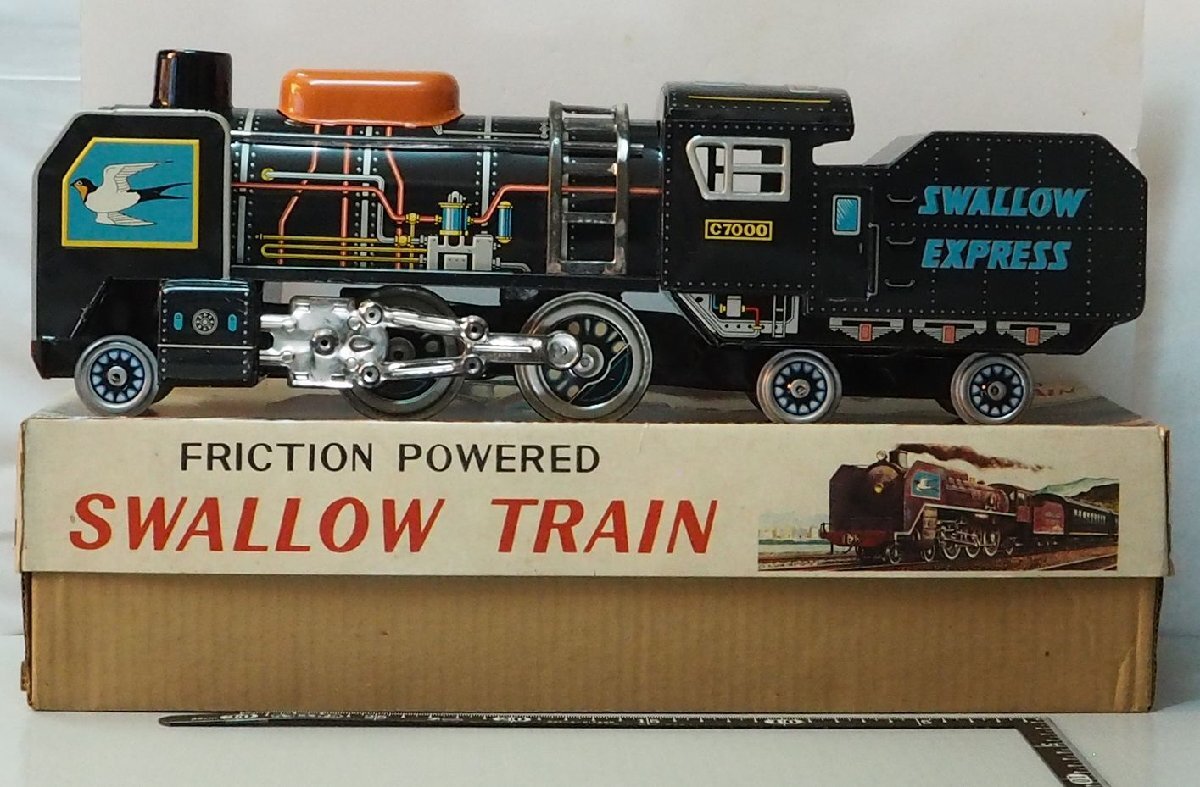 C7000
SWALLOW
EXPRESS
FRICTION POWERED
SWALLOW TRAIN